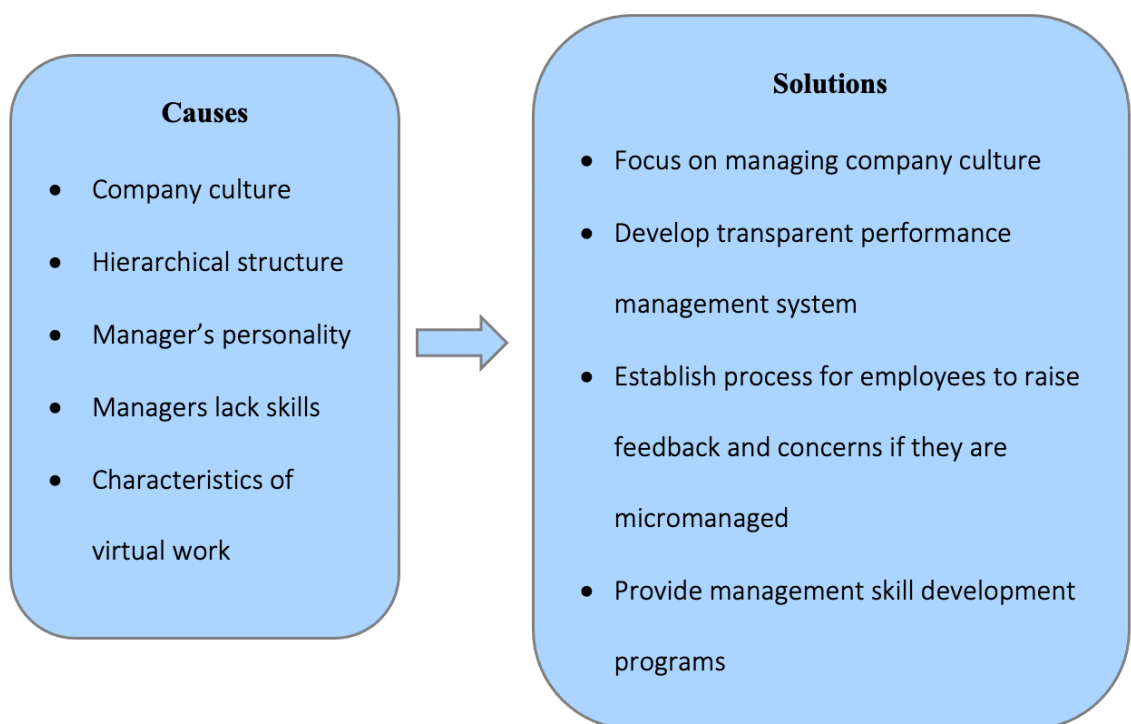 Causes
• Company culture
• Hierarchical structure
• Manager’s personality
• Managers lack skills
• Characteristics of
virtual work
Solutions
• Focus on managing company culture
• Develop transparent performance
management system
• Establish process for employees to raise
feedback and concerns if they are
micromanaged
• Provide management skill development
programs